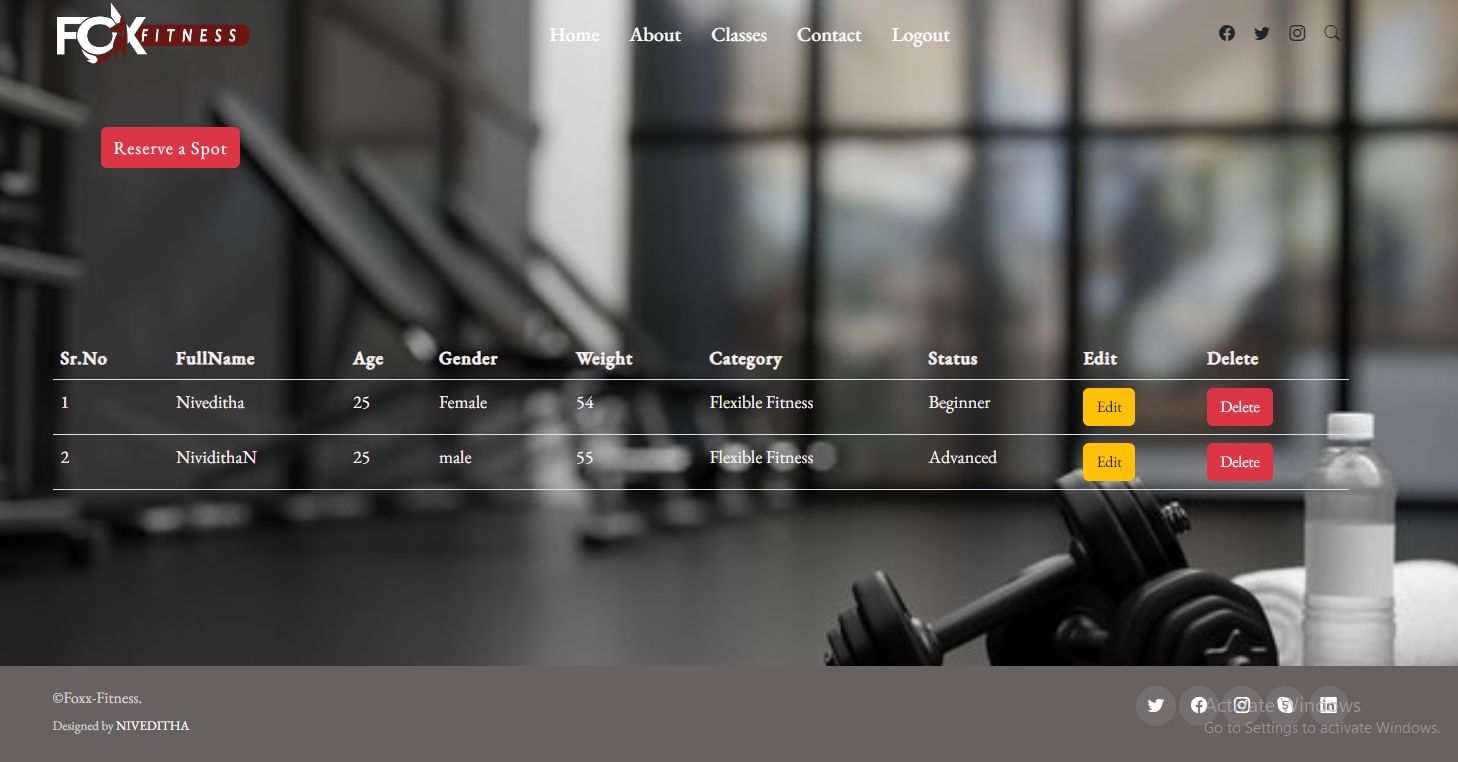 FOX FITNESS
Home About Classes Contact Logout
Reserve a Spot
Sr.No FullName Age Gender Weight Category Status Edit Delete
1 Niveditha 25 Female 54 Flexible Fitness Beginner Edit Delete
2 NividithaN 25 male 55 Flexible Fitness Advanced Edit Delete
©Foxx-Fitness.
Designed by NIVEDITHA
Activate Windows
Go to Settings to activate Windows.